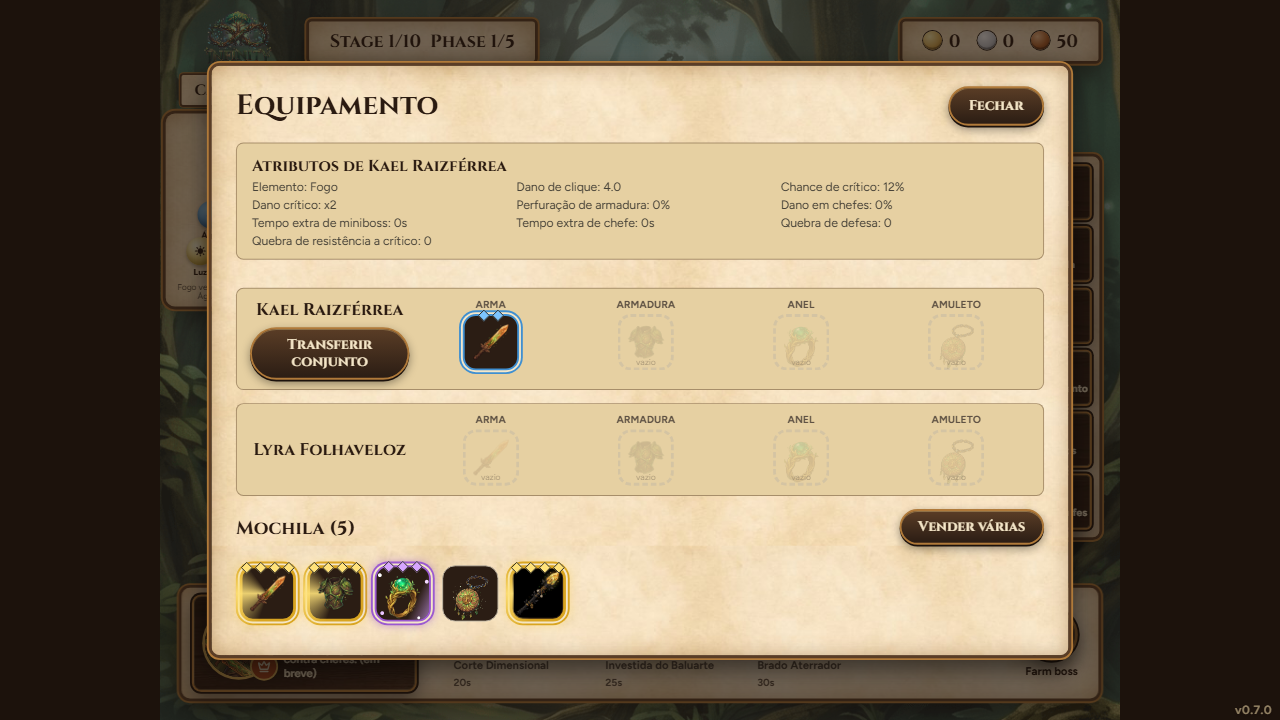 Stage 1/10 Phase 1/5
0
0
50
Equipamento
Fechar
Atributos de Kael Raizférrea
Elemento: Fogo
Dano de clique: 4.0
Chance de crítico: 12%
Dano crítico: x2
Perfuração de armadura: 0%
Dano em chefes: 0%
Tempo extra de miniboss: 0s
Tempo extra de chefe: 0s
Quebra de defesa: 0
Quebra de resistência a crítico: 0
Kael Raizférrea
Transferir
conjunto
ARMA
ARMADURA
ANEL
AMULETO
vazio
vazio
vazio
Lyra Folhaveloz
ARMA
ARMADURA
ANEL
AMULETO
vazio
vazio
vazio
vazio
Mochila (5)
Vender várias
contra chefes: (em
breve)
Corte Dimensional
20s
Investida do Baluarte
25s
Brado Aterrador
30s
Farm boss
v0.7.0